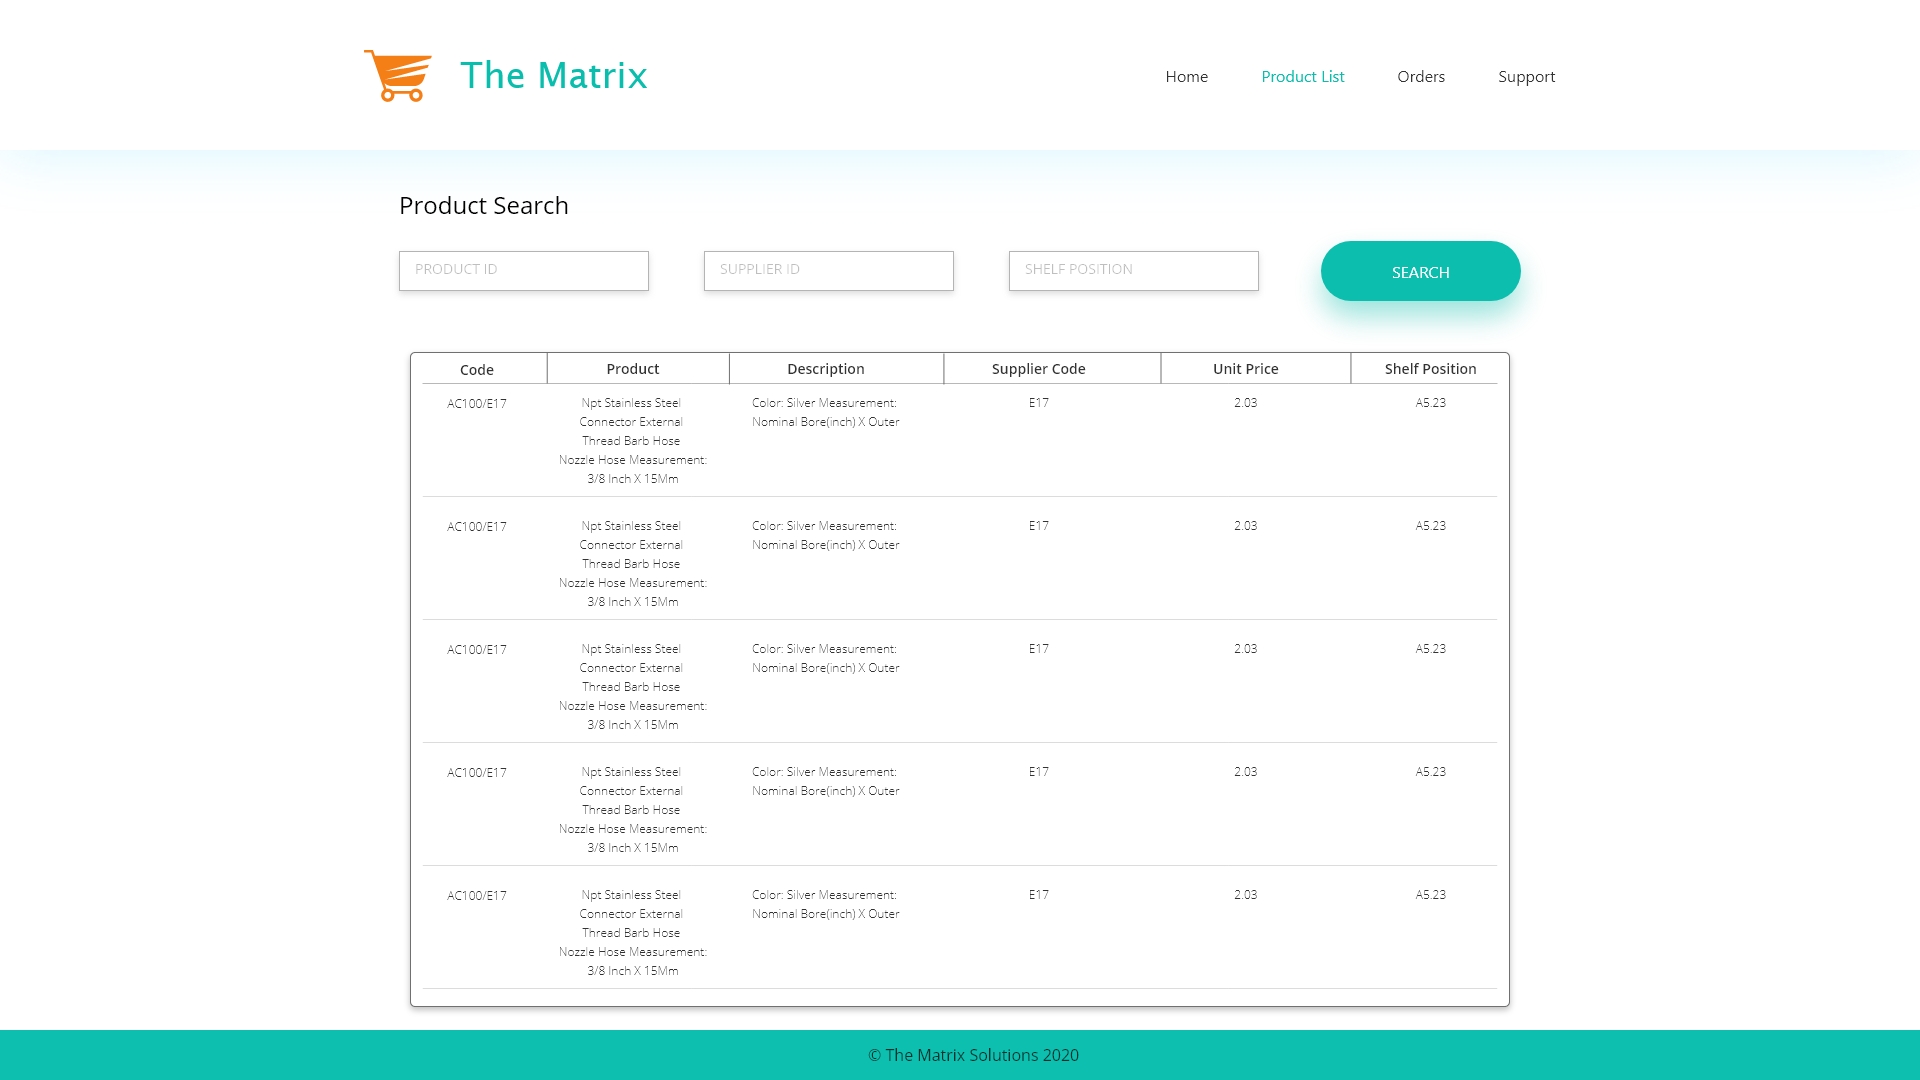 The Matrix
Home Product List Orders Support
Product Search
PRODUCT ID SUPPLIER ID SHELF POSITION SEARCH
Code Product Description Supplier Code Unit Price Shelf Position
AC100/E17 Npt Stainless Steel Color: Silver Measurement: E17 2.03 A5.23
Connector External Nominal Bore(inch) X Outer
Thread Barb Hose
Nozzle Hose Measurement:
3/8 Inch X 15Mm
AC100/E17 Npt Stainless Steel Color: Silver Measurement: E17 2.03 A5.23
Connector External Nominal Bore(inch) X Outer
Thread Barb Hose
Nozzle Hose Measurement:
3/8 Inch X 15Mm
AC100/E17 Npt Stainless Steel Color: Silver Measurement: E17 2.03 A5.23
Connector External Nominal Bore(inch) X Outer
Thread Barb Hose
Nozzle Hose Measurement:
3/8 Inch X 15Mm
AC100/E17 Npt Stainless Steel Color: Silver Measurement: E17 2.03 A5.23
Connector External Nominal Bore(inch) X Outer
Thread Barb Hose
Nozzle Hose Measurement:
3/8 Inch X 15Mm
AC100/E17 Npt Stainless Steel Color: Silver Measurement: E17 2.03 A5.23
Connector External Nominal Bore(inch) X Outer
Thread Barb Hose
Nozzle Hose Measurement:
3/8 Inch X 15Mm
© The Matrix Solutions 2020